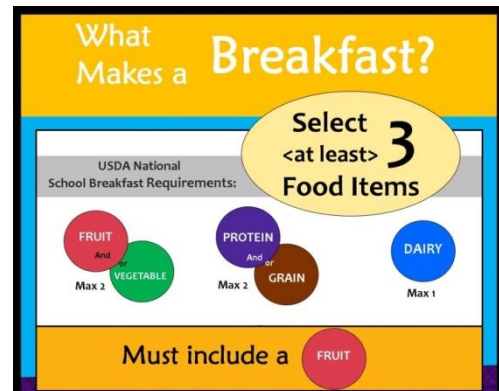 What
Makes a Breakfast?
Select
<at least> 3
Food Items
USDA National
School Breakfast Requirements:
FRUIT
And
or
VEGETABLE
Max 2
PROTEIN
And
or
GRAIN
Max 2
DAIRY
Max 1
Must include a FRUIT